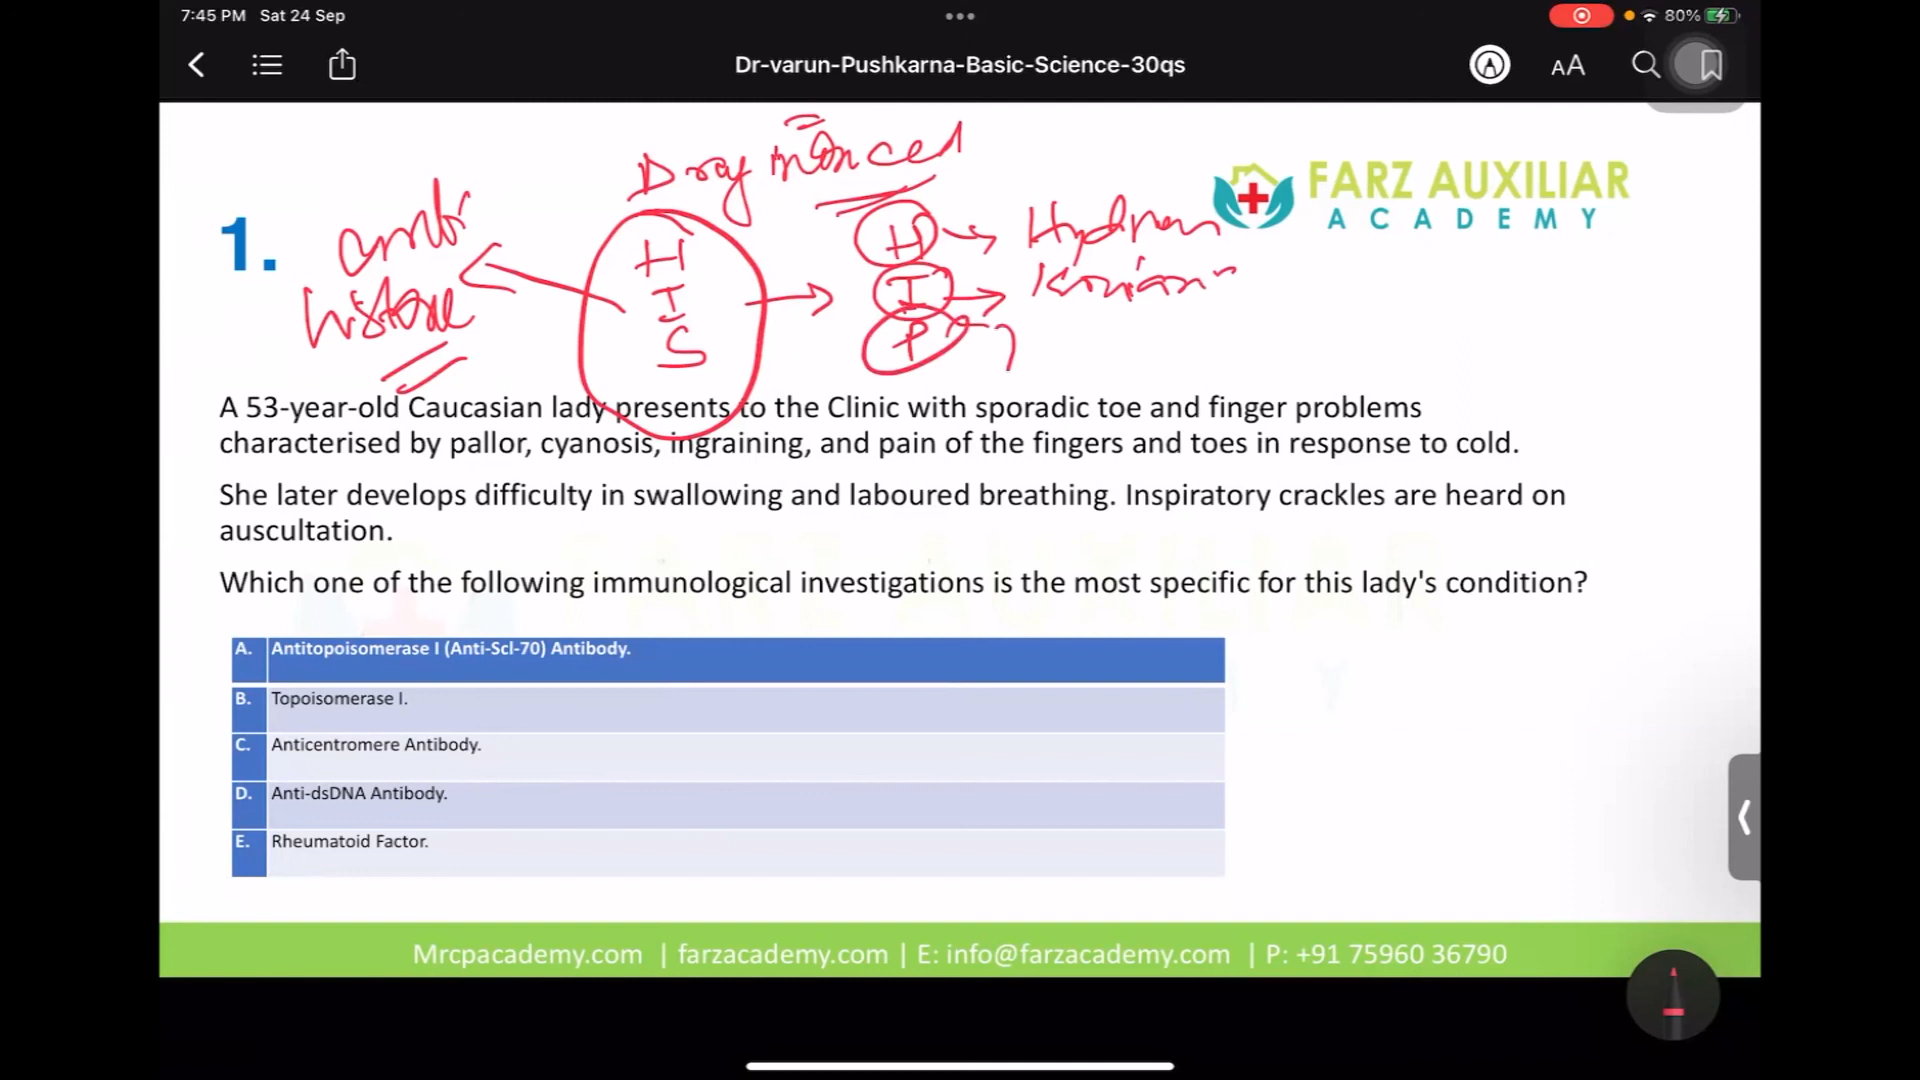 7:45 PM Sat 24 Sep
80%
Dr-varun-Pushkarna-Basic-Science-30qs
AA
Drug induced
FARZ AUXILIAR
ACADEMY
1.
anti
histone
H
I
S
H
I
P
A 53-year-old Caucasian lady presents to the Clinic with sporadic toe and finger problems
characterised by pallor, cyanosis, ingraining, and pain of the fingers and toes in response to cold.
She later develops difficulty in swallowing and laboured breathing. Inspiratory crackles are heard on
auscultation.
Which one of the following immunological investigations is the most specific for this lady's condition?
A. Antitopoisomerase I (Anti-Scl-70) Antibody.
B. Topoisomerase I.
C. Anticentromere Antibody.
D. Anti-dsDNA Antibody.
E. Rheumatoid Factor.
Mrcpacademy.com | farzacademy.com | E: info@farzacademy.com | P: +91 75960 36790